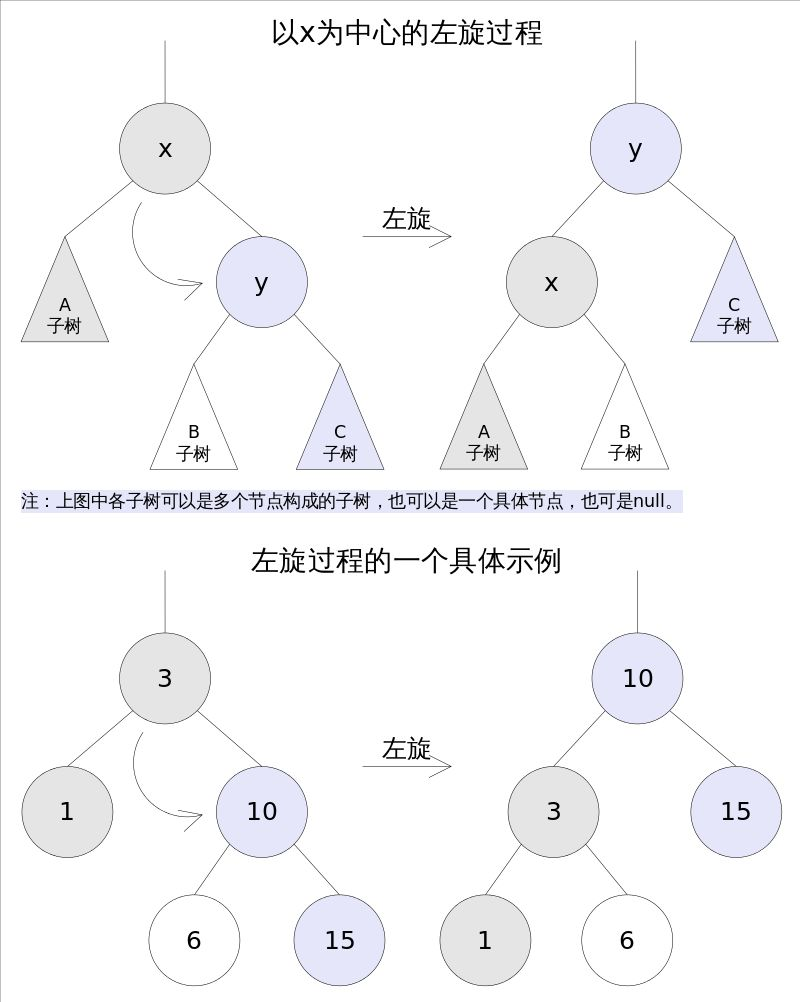 以x为中心的左旋过程
x
y
左旋
y
x
A
子树
C
子树
B
子树
C
子树
A
子树
B
子树
注：上图中各子树可以是多个节点构成的子树，也可以是一个具体节点，也可是null。
左旋过程的一个具体示例
3
10
左旋
1
10
3
15
6
15
1
6